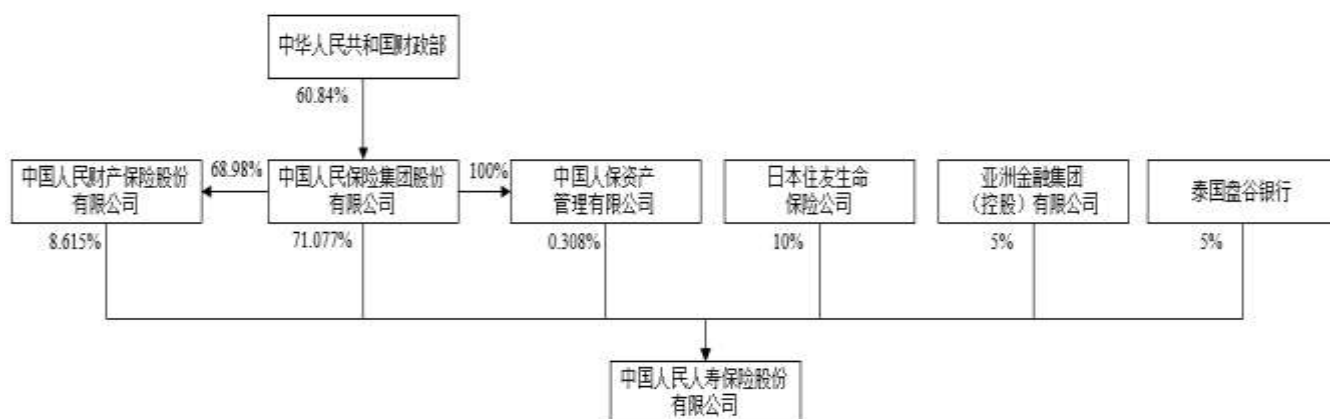 中华人民共和国财政部
60.84%
中国人民财产保险股份
有限公司
68.98%
中国人民保险集团股份
有限公司
100%
中国人保资产
管理有限公司
日本住友生命
保险公司
亚洲金融集团
（控股）有限公司
泰国盘谷银行
8.615%
71.077%
0.308%
10%
5%
5%
中国人民人寿保险股份
有限公司